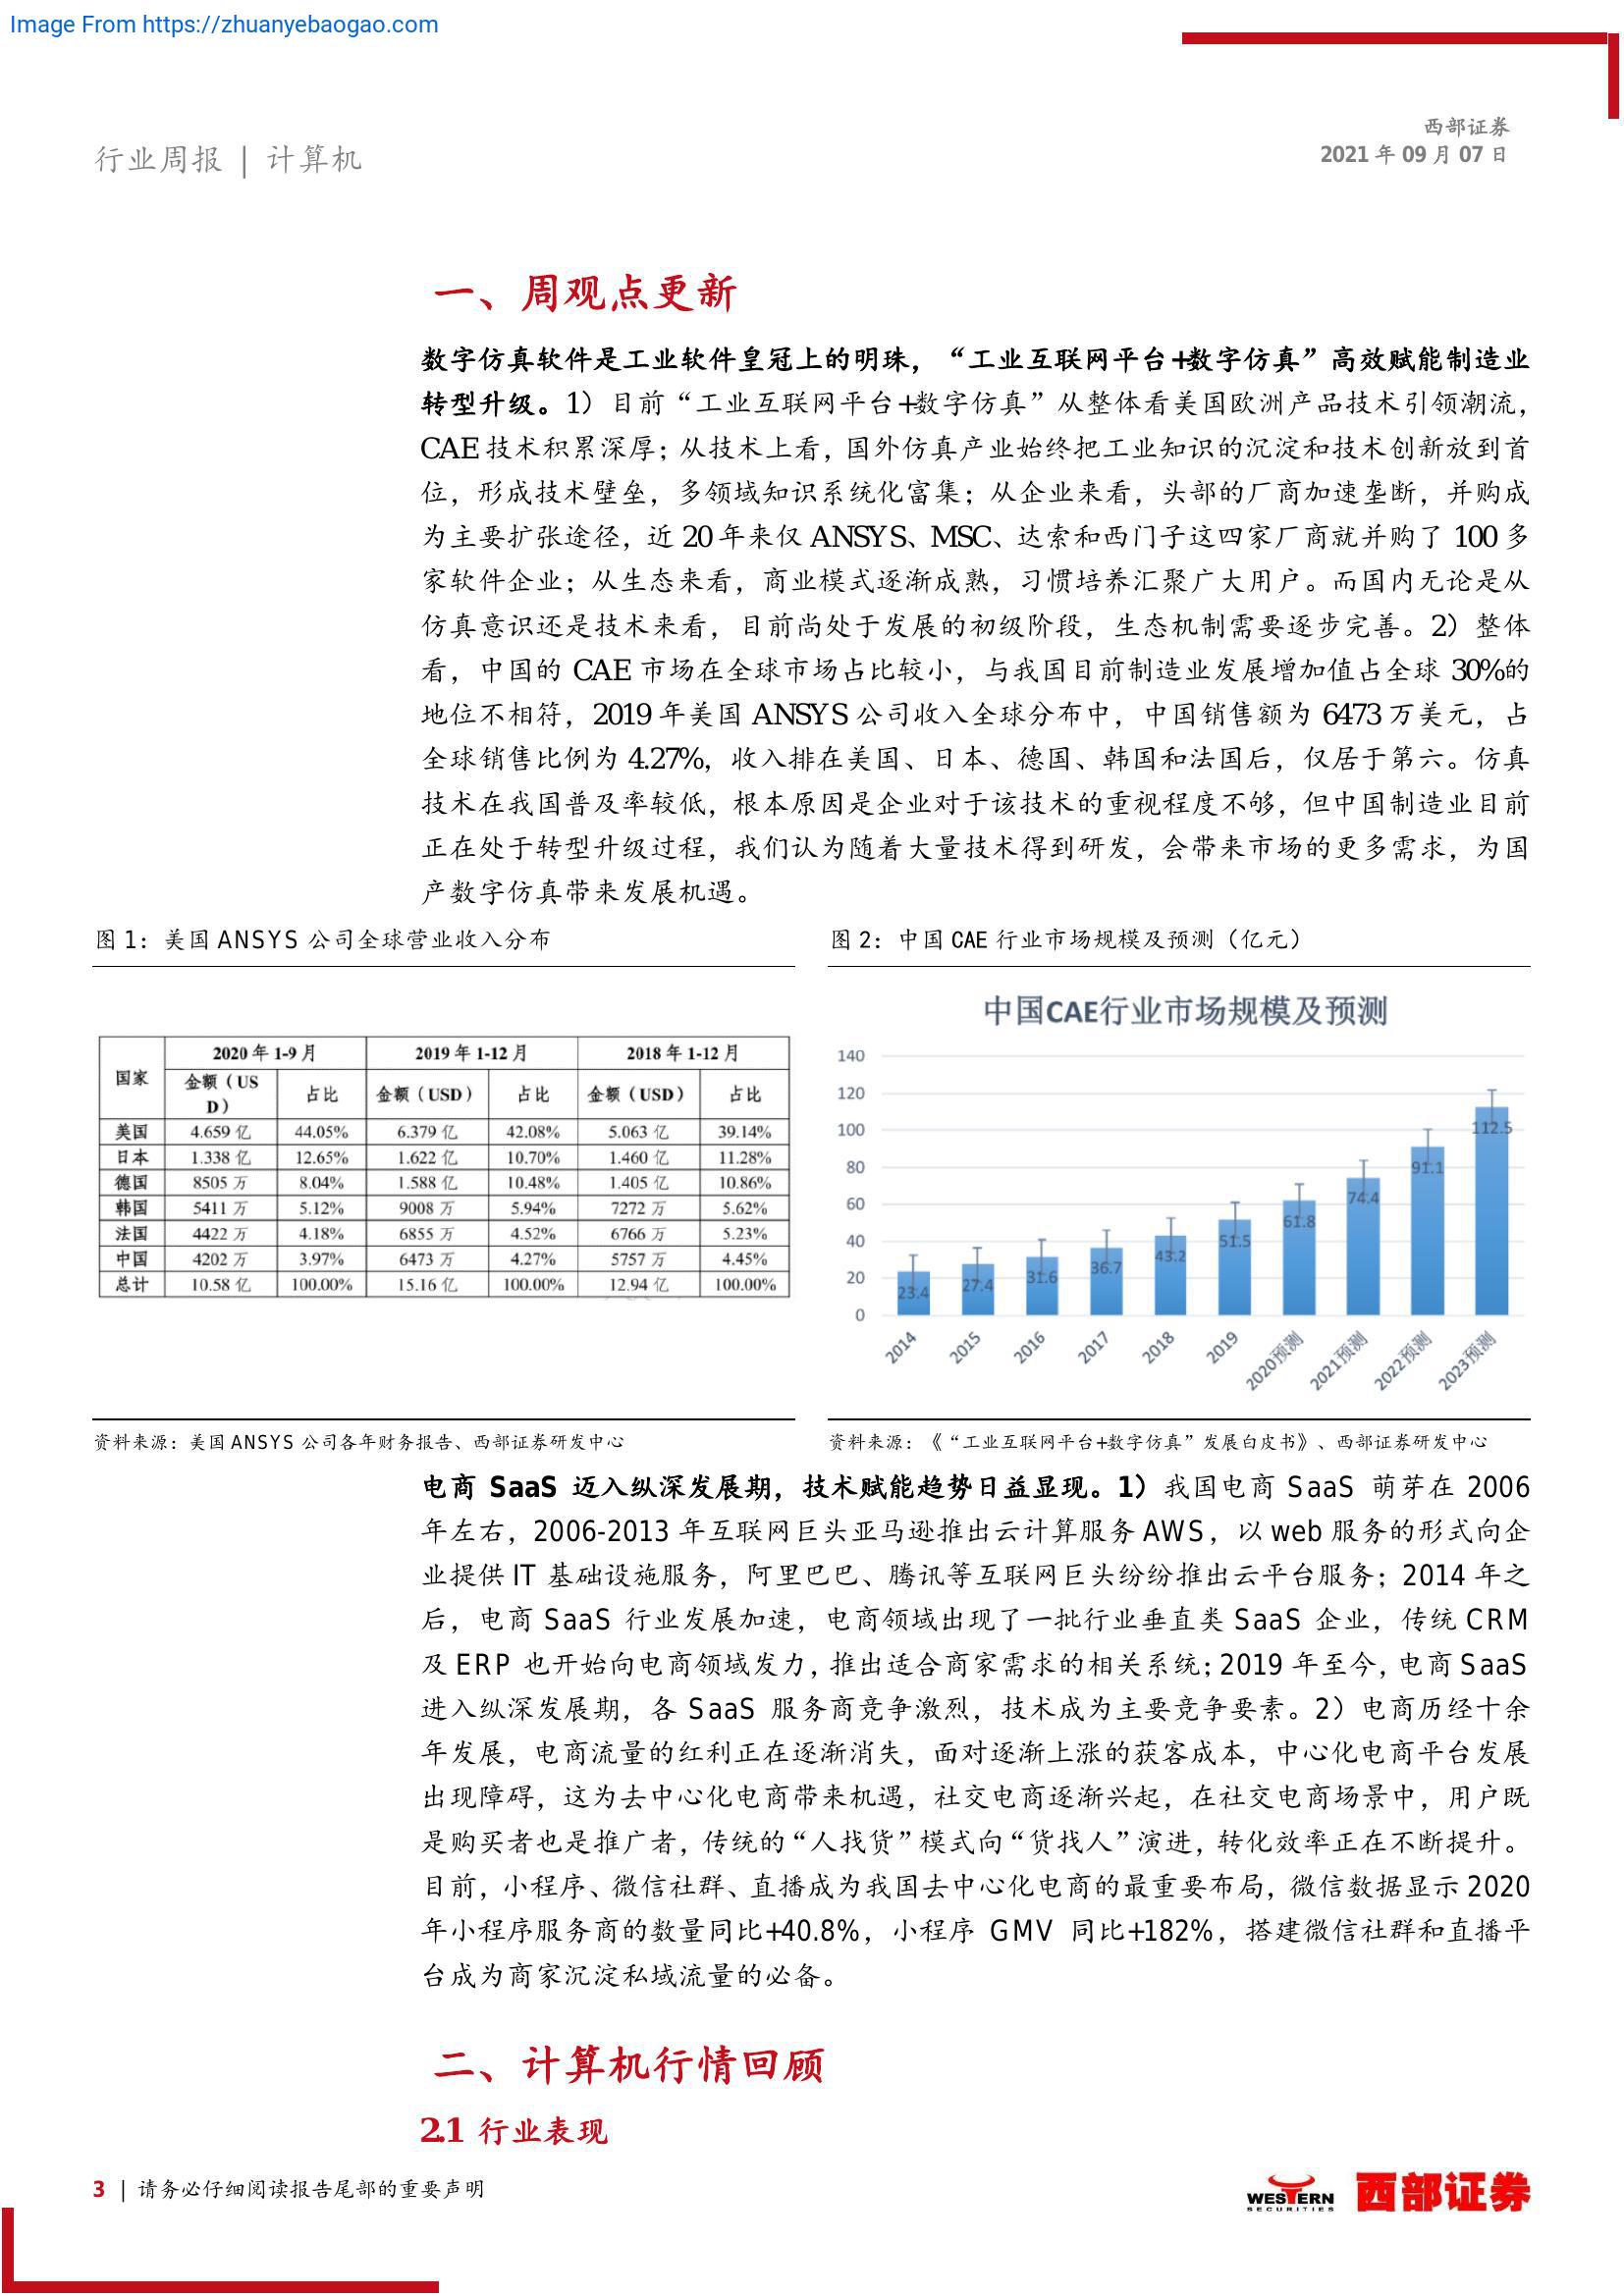 Image From https://zhuanyebaogao.com
西部证券
行业周报 | 计算机
2021 年 09 月 07 日
一、周观点更新
数字仿真软件是工业软件皇冠上的明珠，“工业互联网平台+数字仿真”高效赋能制造业
转型升级。1）目前“工业互联网平台+数字仿真”从整体看美国欧洲产品技术引领潮流，
CAE 技术积累深厚；从技术上看，国外仿真产业始终把工业知识的沉淀和技术创新放到首
位，形成技术壁垒，多领域知识系统化富集；从企业来看，头部的厂商加速垄断，并购成
为主要扩张途径，近 20 年来仅 ANSYS、MSC、达索和西门子这四家厂商就并购了 100 多
家软件企业；从生态来看，商业模式逐渐成熟，习惯培养汇聚广大用户。而国内无论是从
仿真意识还是技术来看，目前尚处于发展的初级阶段，生态机制需要逐步完善。2）整体
看，中国的 CAE 市场在全球市场占比较小，与我国目前制造业发展增加值占全球 30%的
地位不相符，2019 年美国 ANSYS 公司收入全球分布中，中国销售额为 6473 万美元，占
全球销售比例为 4.27%，收入排在美国、日本、德国、韩国和法国后，仅居于第六。仿真
技术在我国普及率较低，根本原因是企业对于该技术的重视程度不够，但中国制造业目前
正在处于转型升级过程，我们认为随着大量技术得到研发，会带来市场的更多需求，为国
产数字仿真带来发展机遇。
图 1：美国 ANSYS 公司全球营业收入分布
国家 2020 年 1-9 月 2019 年 1-12 月 2018 年 1-12 月
金额（USD） 占比 金额（USD） 占比 金额（USD） 占比
美国 4.659 亿 44.05% 6.379 亿 42.08% 5.063 亿 39.14%
日本 1.338 亿 12.65% 1.622 亿 10.70% 1.460 亿 11.28%
德国 8505 万 8.04% 1.588 亿 10.48% 1.405 亿 10.86%
韩国 5411 万 5.12% 9008 万 5.94% 7272 万 5.62%
法国 4422 万 4.18% 6855 万 4.52% 6766 万 5.23%
中国 4202 万 3.97% 6473 万 4.27% 5757 万 4.45%
总计 10.58 亿 100.00% 15.16 亿 100.00% 12.94 亿 100.00%
资料来源：美国 ANSYS 公司各年财务报告、西部证券研发中心
图 2：中国 CAE 行业市场规模及预测（亿元）
中国CAE行业市场规模及预测
140
120
100
80
60
40
20
0
23.4 27.4 31.6 36.7 43.2 51.5 61.8 74.4 91.1 112.5
2014 2015 2016 2017 2018 2019 2020预测 2021预测 2022预测 2023预测
资料来源：《“工业互联网平台+数字仿真”发展白皮书》、西部证券研发中心
电商 SaaS 迈入纵深发展期，技术赋能趋势日益显现。1）我国电商 SaaS 萌芽在 2006
年左右，2006-2013 年互联网巨头亚马逊推出云计算服务 AWS，以 web 服务的形式向企
业提供 IT 基础设施服务，阿里巴巴、腾讯等互联网巨头纷纷推出云平台服务；2014 年之
后，电商 SaaS 行业发展加速，电商领域出现了一批行业垂直类 SaaS 企业，传统 CRM
及 ERP 也开始向电商领域发力，推出适合商家需求的相关系统；2019 年至今，电商 SaaS
进入纵深发展期，各 SaaS 服务商竞争激烈，技术成为主要竞争要素。2）电商历经十余
年发展，电商流量的红利正在逐渐消失，面对逐渐上涨的获客成本，中心化电商平台发展
出现障碍，这为去中心化电商带来机遇，社交电商逐渐兴起，在社交电商场景中，用户既
是购买者也是推广者，传统的“人找货”模式向“货找人”演进，转化效率正在不断提升。
目前，小程序、微信社群、直播成为我国去中心化电商的最重要布局，微信数据显示 2020
年小程序服务商的数量同比+40.8%，小程序 GMV 同比+182%，搭建微信社群和直播平
台成为商家沉淀私域流量的必备。
二、计算机行情回顾
2.1 行业表现
3 | 请务必仔细阅读报告尾部的重要声明
WESTERN
SECURITIES
西部证券